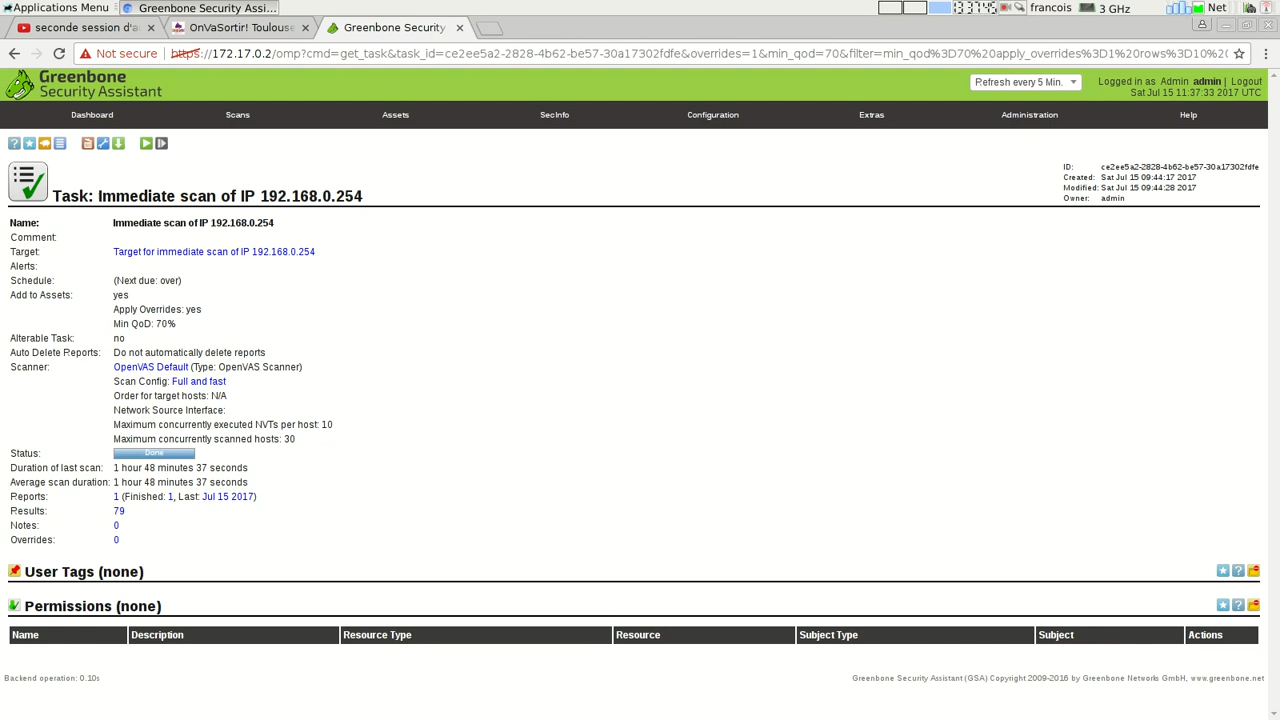 Applications Menu Greenbone Security Assi... francois 3 GHz Net
seconde session d'a OnVaSortir! Toulous Greenbone Security
Not secure https://172.17.0.2/omp?cmd=get_task&task_id=ce2ee5a2-2828-4b62-be57-30a17302fdfe&overrides=1&min_qod=70&filter=min_qod%3D70%20apply_overrides%3D1%20rows%3D10%20
Greenbone
Security Assistant
Refresh every 5 Min.
Logged in as Admin admin | Logout
Sat Jul 15 11:37:33 2017 UTC
Dashboard Scans Assets SecInfo Configuration Extras Administration Help
Task: Immediate scan of IP 192.168.0.254
ID: ce2ee5a2-2828-4b62-be57-30a17302fdfe
Created: Sat Jul 15 09:44:17 2017
Modified: Sat Jul 15 09:44:28 2017
Owner: admin
Name: Immediate scan of IP 192.168.0.254
Comment:
Target: Target for immediate scan of IP 192.168.0.254
Alerts:
Schedule: (Next due: over)
Add to Assets: yes
Apply Overrides: yes
Min QoD: 70%
Alterable Task: no
Auto Delete Reports: Do not automatically delete reports
Scanner: OpenVAS Default (Type: OpenVAS Scanner)
Scan Config: Full and fast
Order for target hosts: N/A
Network Source Interface:
Maximum concurrently executed NVTs per host: 10
Maximum concurrently scanned hosts: 30
Status: Done
Duration of last scan: 1 hour 48 minutes 37 seconds
Average scan duration: 1 hour 48 minutes 37 seconds
Reports: 1 (Finished: 1, Last: Jul 15 2017)
Results: 79
Notes: 0
Overrides: 0
User Tags (none)
Permissions (none)
Name Description Resource Type Resource Subject Type Subject Actions
Backend operation: 0.10s
Greenbone Security Assistant (GSA) Copyright 2009-2016 by Greenbone Networks GmbH, www.greenbone.net